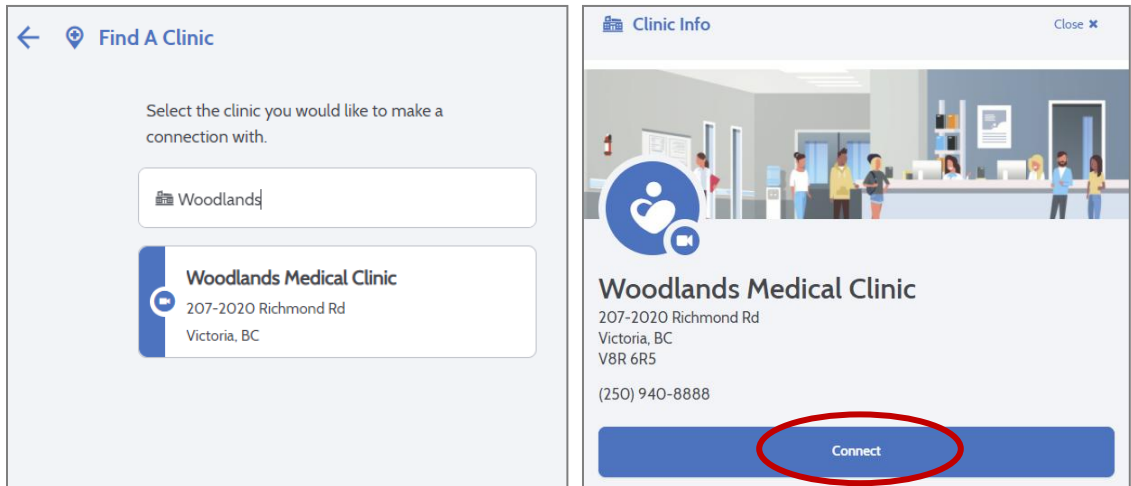 Find A Clinic
Select the clinic you would like to make a
connection with.
Woodlands
Woodlands Medical Clinic
207-2020 Richmond Rd
Victoria, BC
Clinic Info
Close ✖
Woodlands Medical Clinic
207-2020 Richmond Rd
Victoria, BC
V8R 6R5
(250) 940-8888
Connect